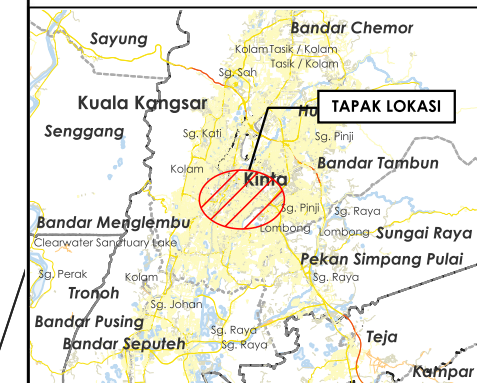 Bandar Chemor
Sayung
Kolam Tasik / Kolam
Tasik / Kolam
Sg. Sah
Kuala Kangsar
Hu
TAPAK LOKASI
Senggang
Sg. Kati
Sg. Pinji
Kolam
Bandar Tambun
Kinta
Sg. Pinji
Sg. Raya
Bandar Menglembu
Lombong
Lombong
Sungai Raya
Clearwater Sanctuary Lake
Pekan Simpang Pulai
Sg. Perak
Kolam
Sg. Raya
Tronoh
Sg. Johan
Bandar Pusing
Sg. Raya
Teja
Bandar Seputeh
Sg. Raya
Kampar